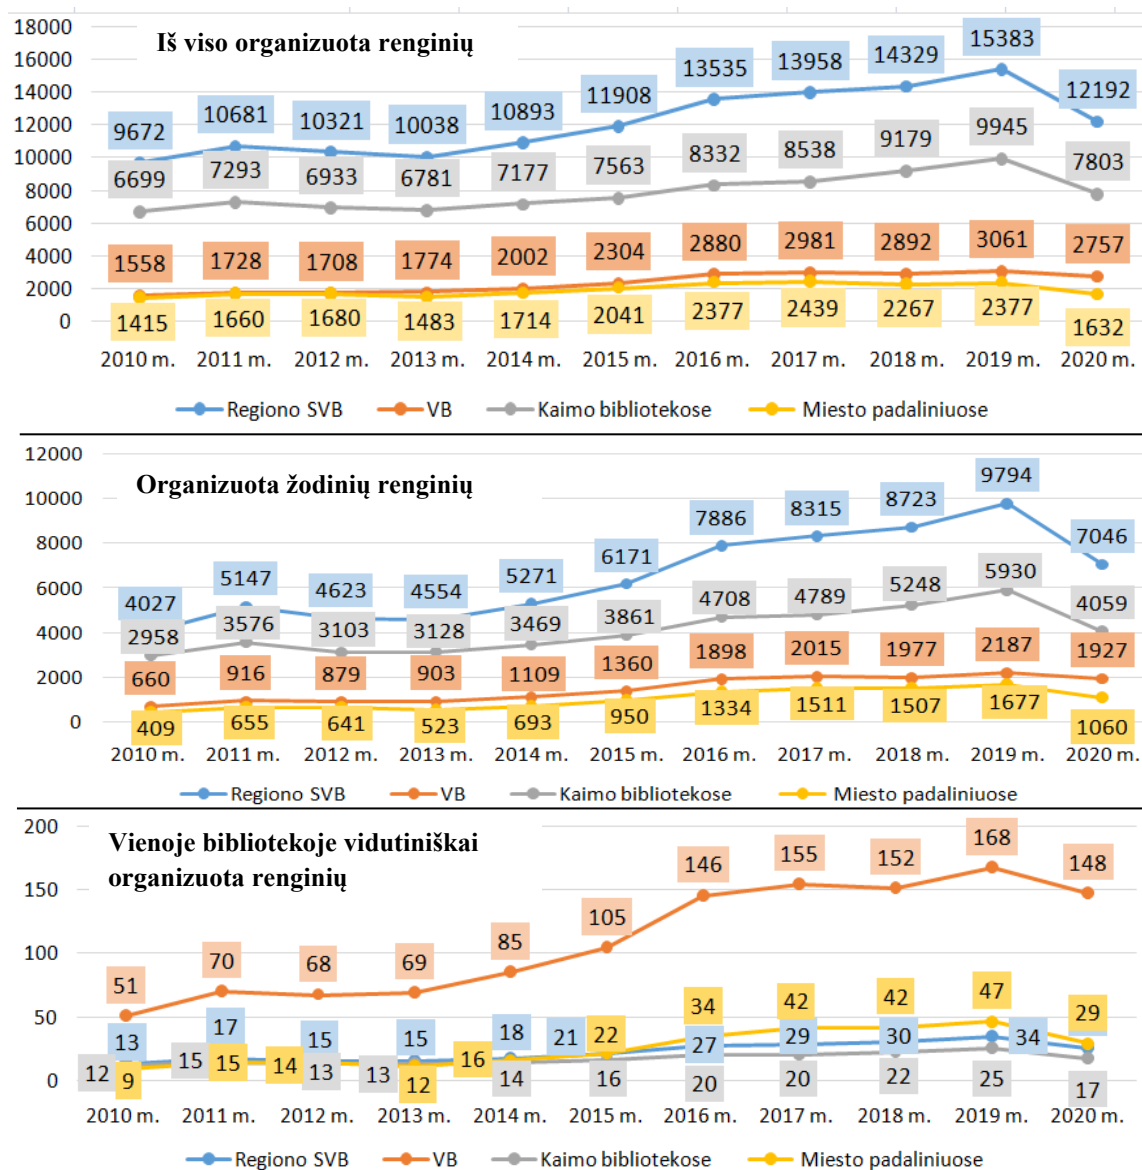 Iš viso organizuota renginių
18000
16000
14000
12000
10000
8000
6000
4000
2000
0
9672 10681 10321 10038 10893 11908 13535 13958 14329 15383 12192
6699 7293 6933 6781 7177 7563 8332 8538 9179 9945 7803
1558 1728 1708 1774 2002 2304 2880 2981 2892 3061 2757
1415 1660 1680 1483 1714 2041 2377 2439 2267 2377 1632
2010 m. 2011 m. 2012 m. 2013 m. 2014 m. 2015 m. 2016 m. 2017 m. 2018 m. 2019 m. 2020 m.
Regiono SVB VB Kaimo bibliotekose Miesto padaliniuose
Organizuota žodinių renginių
12000
10000
8000
6000
4000
2000
0
4027 5147 4623 4554 5271 6171 7886 8315 8723 9794 7046
2958 3576 3103 3128 3469 3861 4708 4789 5248 5930 4059
660 916 879 903 1109 1360 1898 2015 1977 2187 1927
409 655 641 523 693 950 1334 1511 1507 1677 1060
2010 m. 2011 m. 2012 m. 2013 m. 2014 m. 2015 m. 2016 m. 2017 m. 2018 m. 2019 m. 2020 m.
Regiono SVB VB Kaimo bibliotekose Miesto padaliniuose
Vienoje bibliotekoje vidutiniškai
organizuota renginių
200
150
100
50
0
51 70 68 69 85 105 146 155 152 168 148
13 17 15 15 18 21 27 29 30 34
9 15 14 12 16 22 34 42 42 47 29
12 15 13 13 14 16 20 20 22 25 17
2010 m. 2011 m. 2012 m. 2013 m. 2014 m. 2015 m. 2016 m. 2017 m. 2018 m. 2019 m. 2020 m.
Regiono SVB VB Kaimo bibliotekose Miesto padaliniuose